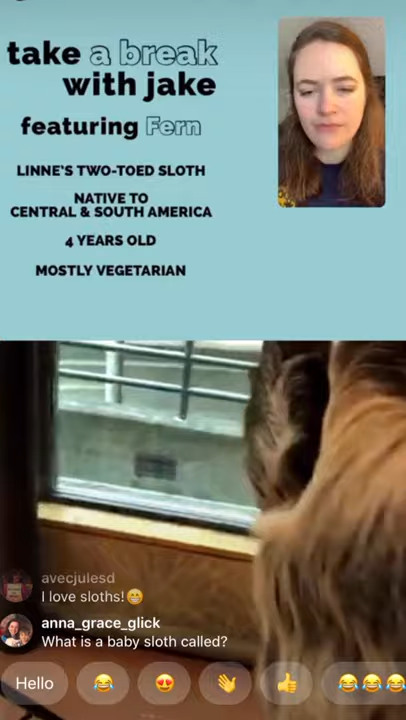 take a break
with jake
featuring Fern
LINNE'S TWO-TOED SLOTH
NATIVE TO
CENTRAL & SOUTH AMERICA
4 YEARS OLD
MOSTLY VEGETARIAN
avecjulesd
I love sloths!😁
anna_grace_glick
What is a baby sloth called?
Hello 😂 😍 👋 👍 😂😂😂